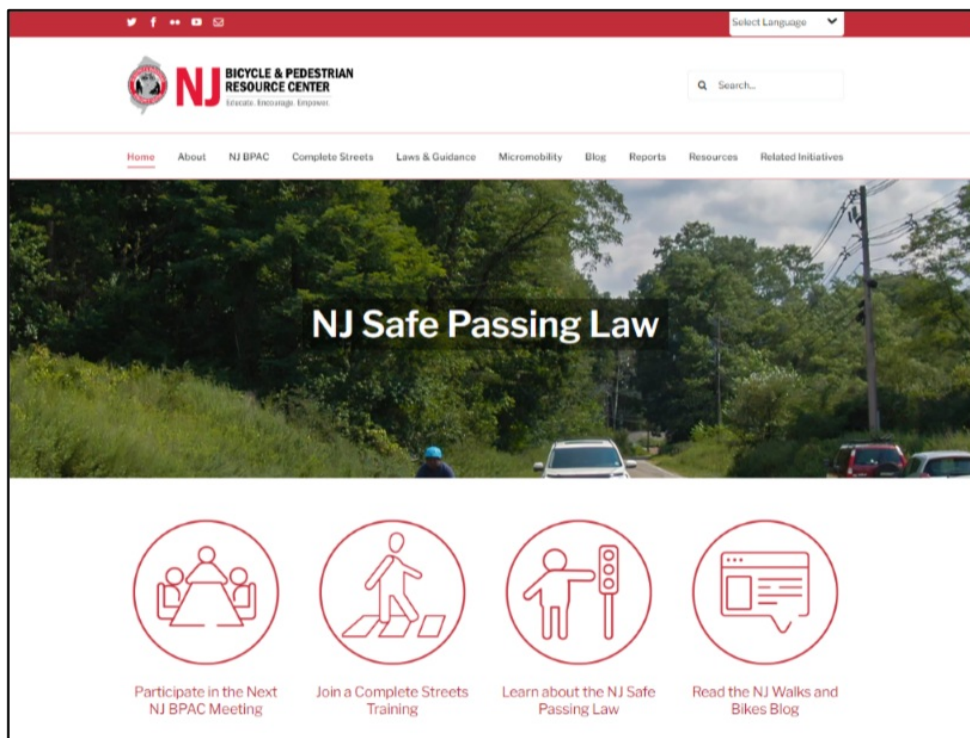 Select Language
NJ BICYCLE & PEDESTRIAN
RESOURCE CENTER
Educate. Encourage. Empower.
Search...
Home About NJ BPAC Complete Streets Laws & Guidance Micromobility Blog Reports Resources Related Initiatives
NJ Safe Passing Law
Participate in the Next
NJ BPAC Meeting
Join a Complete Streets
Training
Learn about the NJ Safe
Passing Law
Read the NJ Walks and
Bikes Blog